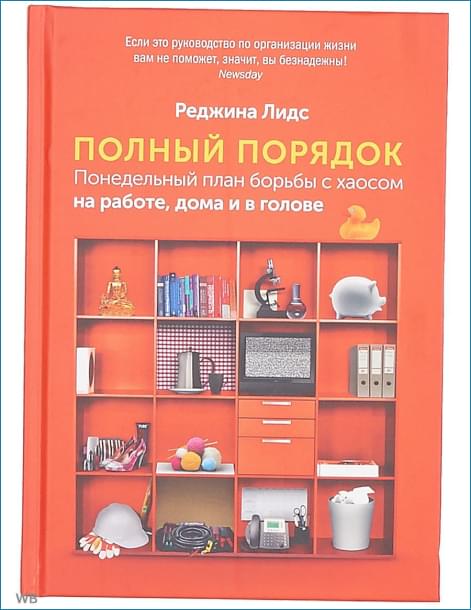 Если это руководство по организации жизни
вам не поможет, значит, вы безнадежны!
Newsday
Реджина Лидс
ПОЛНЫЙ ПОРЯДОК
Понедельный план борьбы с хаосом
на работе, дома и в голове
WB